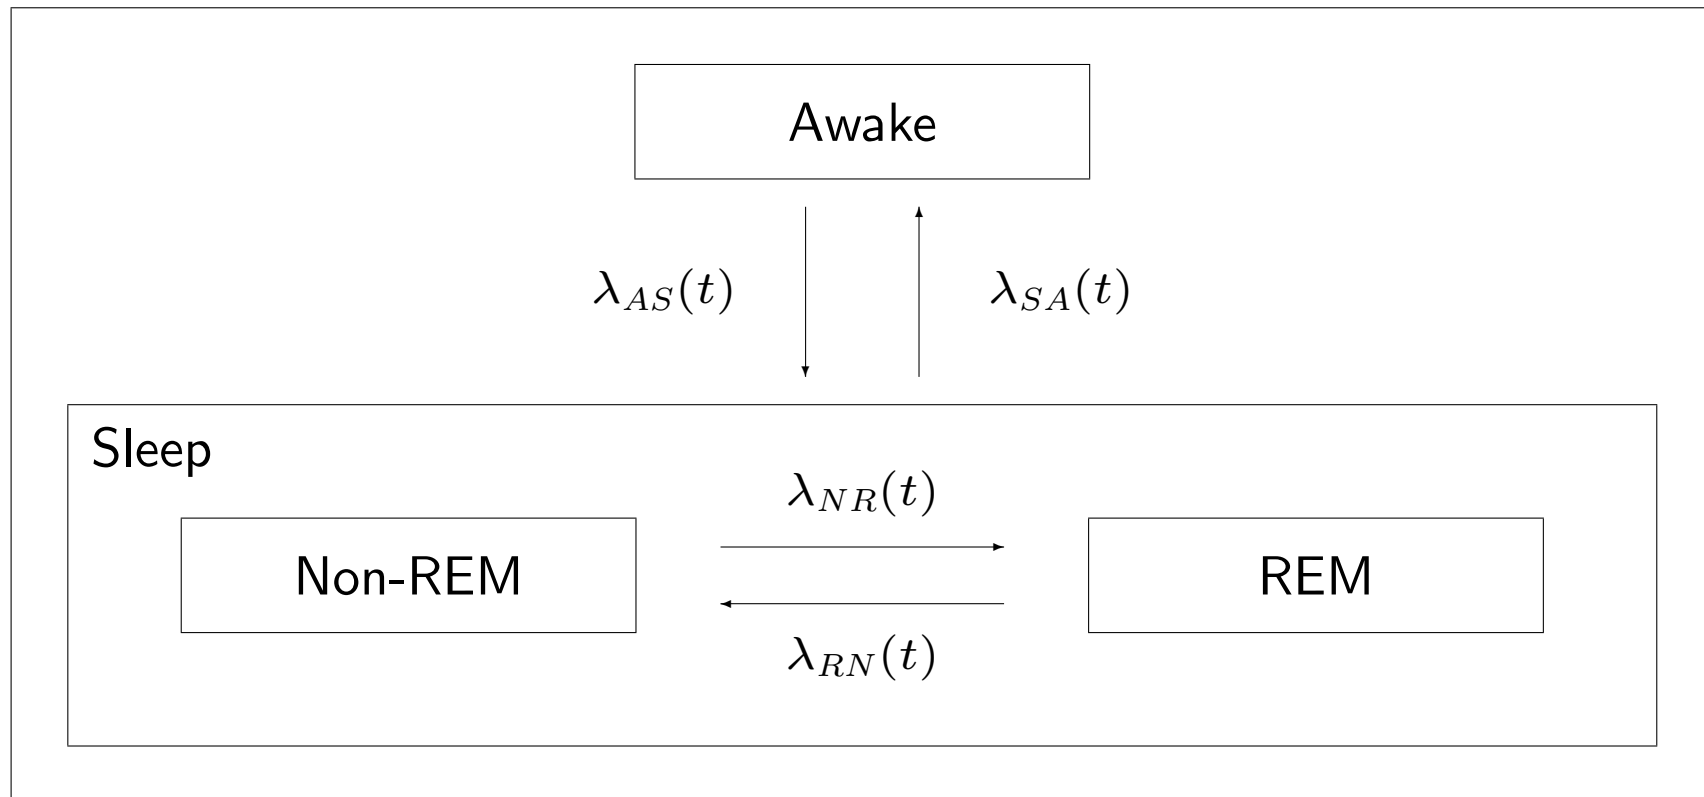 Awake
λ_{AS}(t)
λ_{SA}(t)
Sleep
λ_{NR}(t)
Non-REM
REM
λ_{RN}(t)